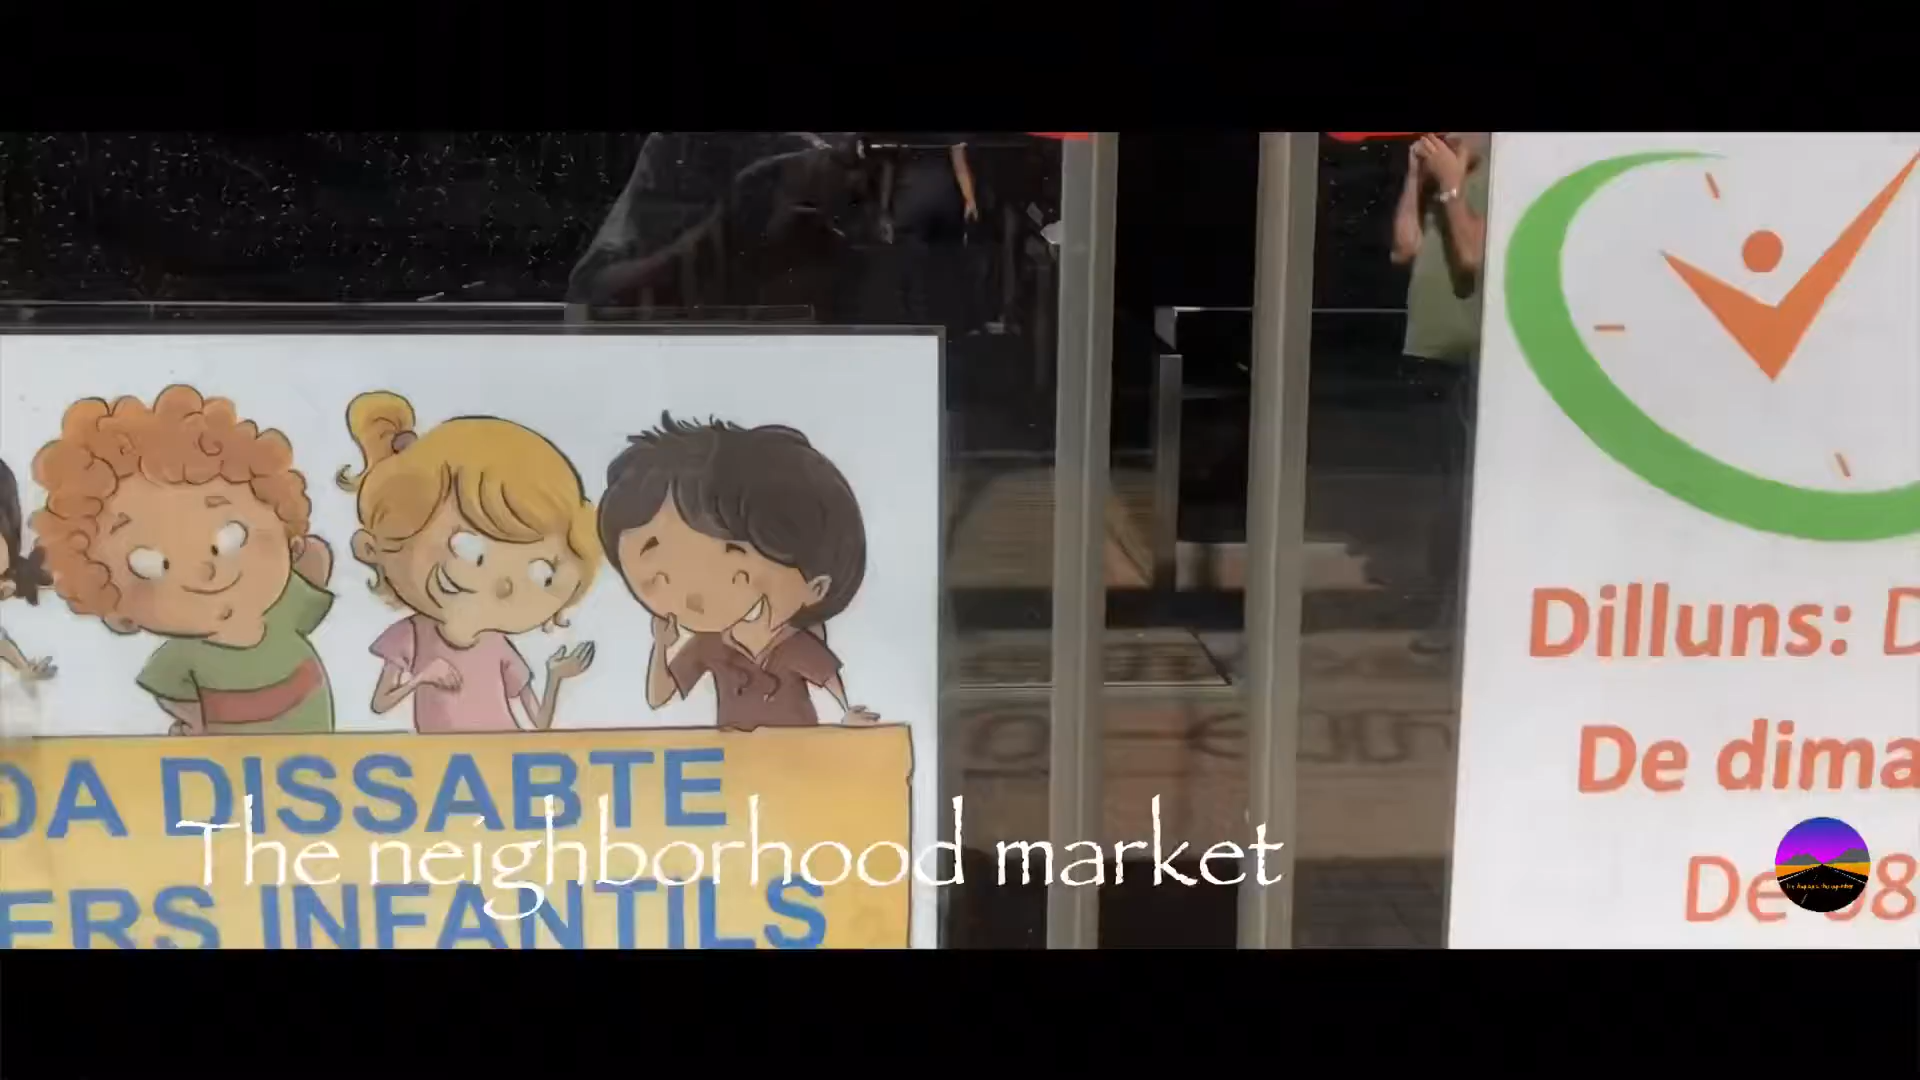 DA DISSABTE
ERS INFANTILS
The neighborhood market
Dilluns: D
De dima
De 08